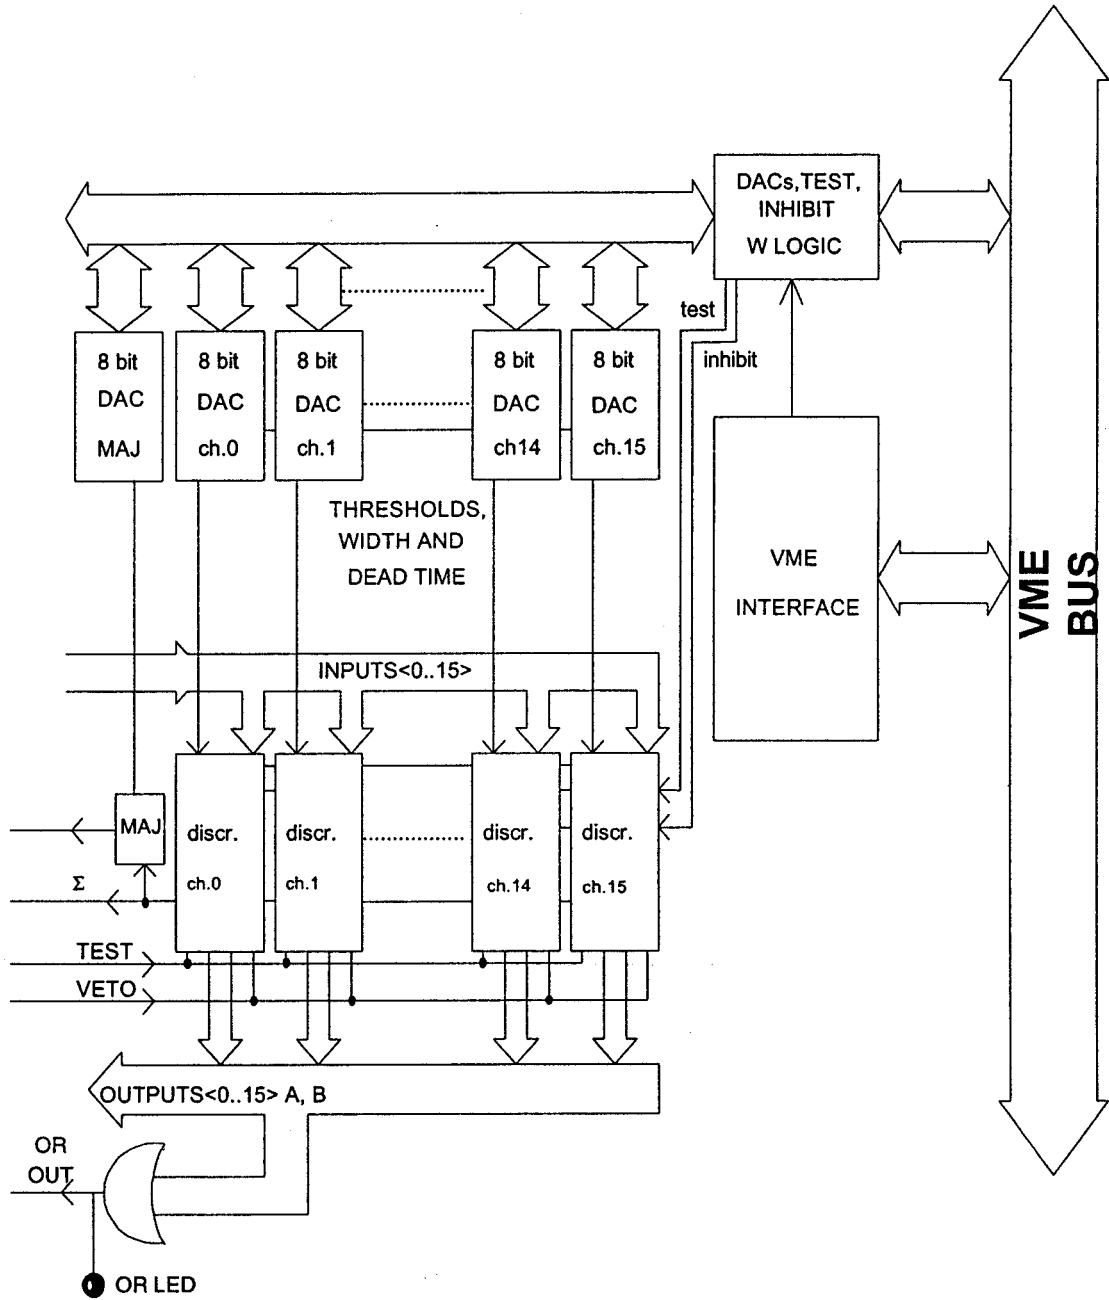 DACs,TEST,
INHIBIT
W LOGIC
test
inhibit
8 bit
DAC
MAJ
8 bit
DAC
ch.0
8 bit
DAC
ch.1
8 bit
DAC
ch14
8 bit
DAC
ch.15
THRESHOLDS,
WIDTH AND
DEAD TIME
VME
INTERFACE
VME
BUS
INPUTS<0..15>
MAJ
discr.
ch.0
discr.
ch.1
discr.
ch.14
discr.
ch.15
Σ
TEST
VETO
OUTPUTS<0..15> A, B
OR
OUT
OR LED